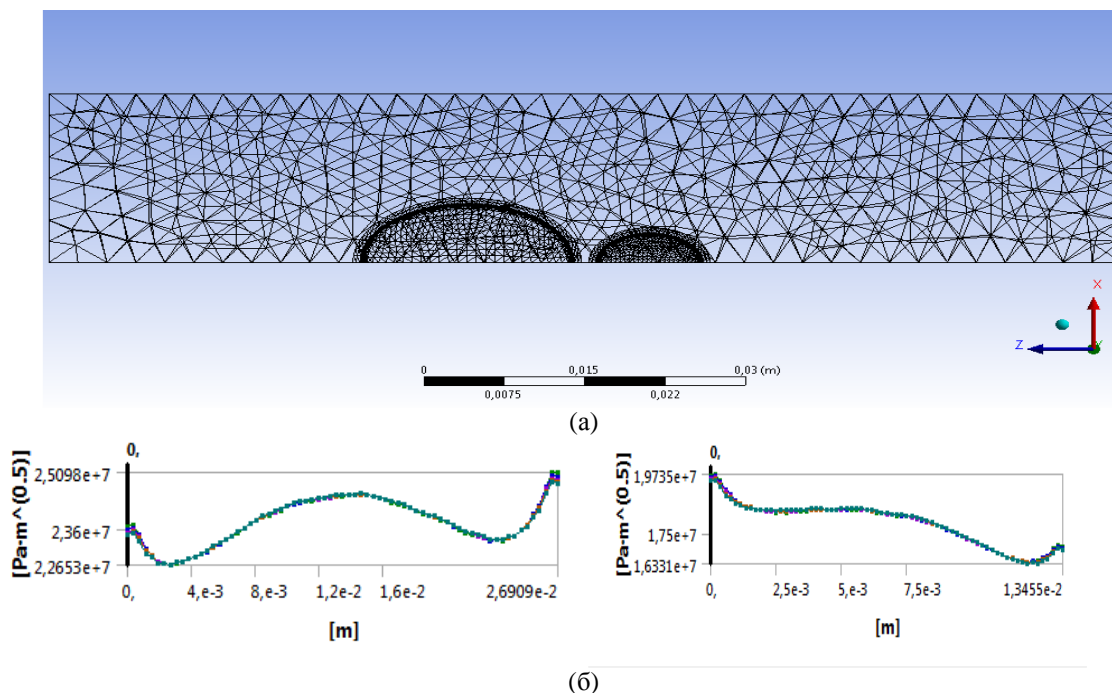 X
Z
Y
0
0,015
0,03 (m)
0,0075
0,022
(а)
0,
2,5098e+7
2,36e+7
2,2653e+7
[Pa·m^(0.5)]
0,
4,e-3
8,e-3
1,2e-2
1,6e-2
2,6909e-2
[m]
0,
1,9735e+7
1,75e+7
1,6331e+7
[Pa·m^(0.5)]
0,
2,5e-3
5,e-3
7,5e-3
1,3455e-2
[m]
(б)